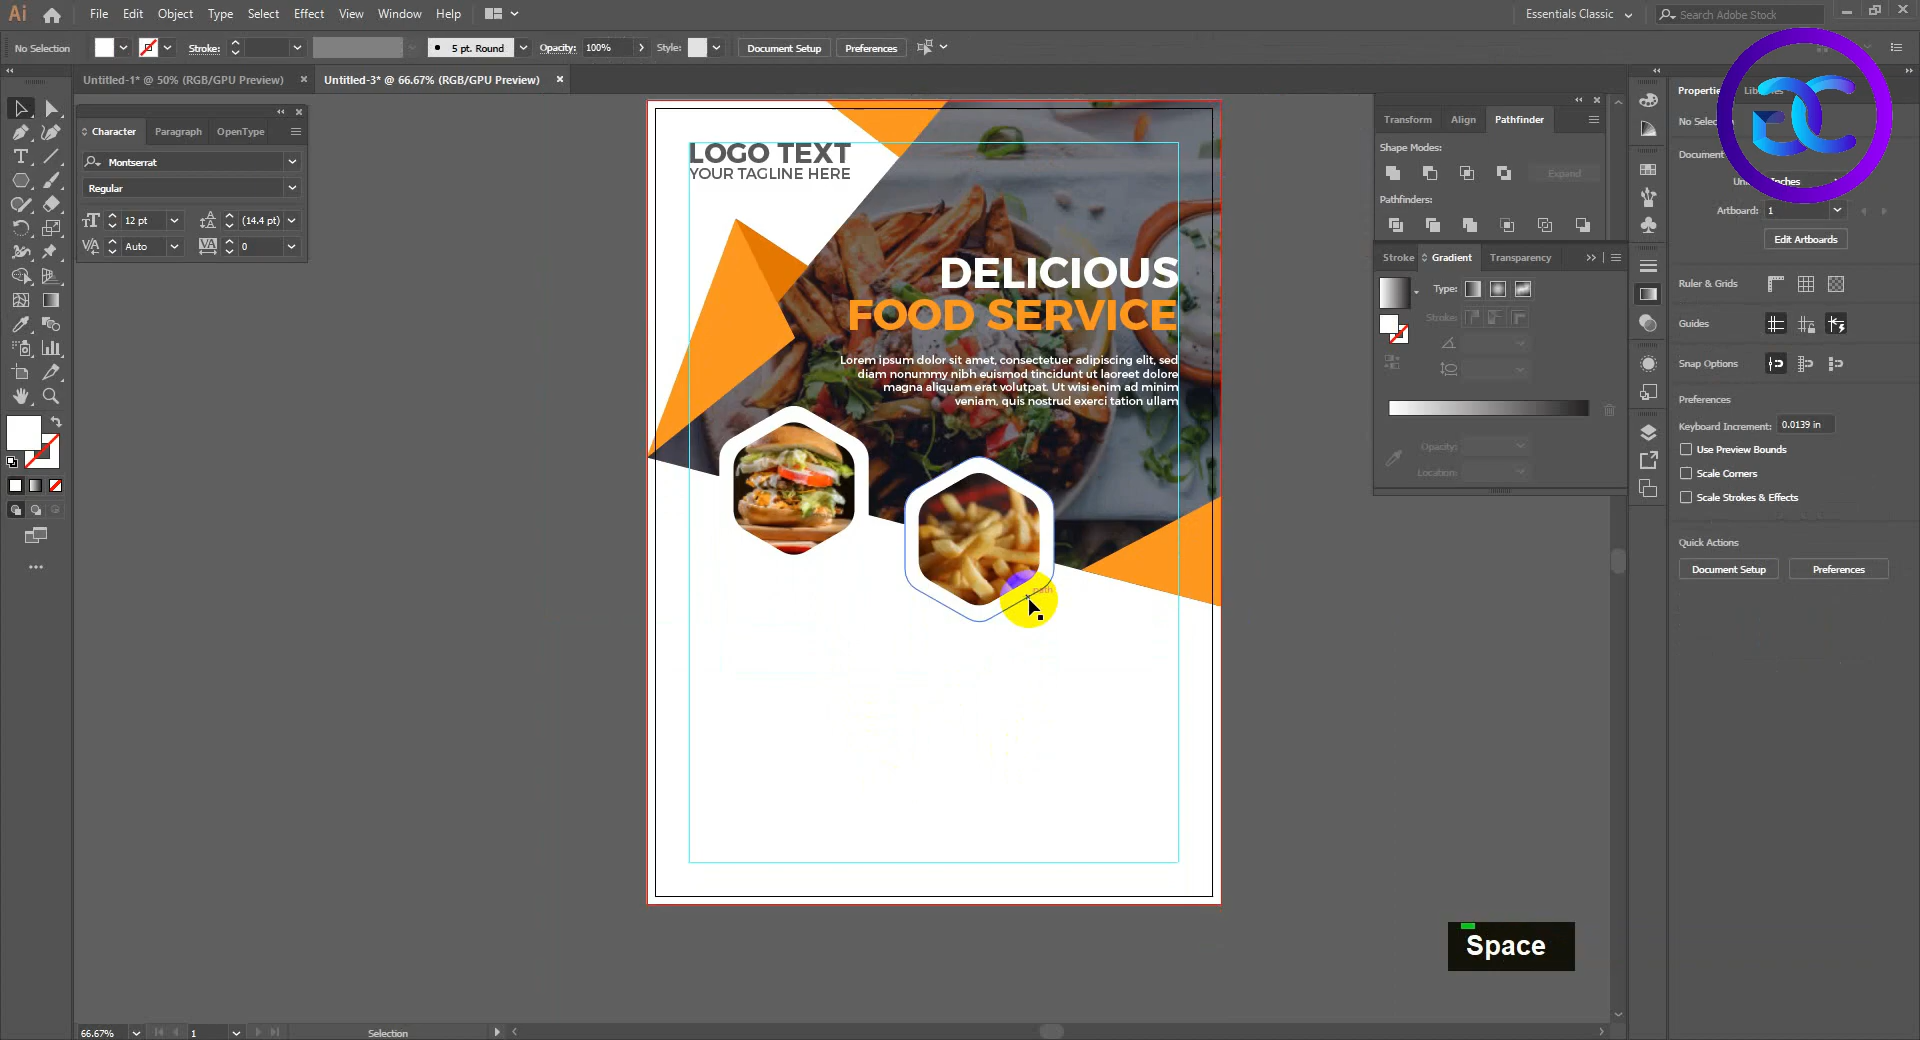 Ai
File Edit Object Type Select Effect View Window Help
Essentials Classic
Search Adobe Stock
No Selection
Stroke:
5 pt. Round
Opacity: 100%
Style:
Document Setup
Preferences
Untitled-1* @ 50% (RGB/GPU Preview) ×
Untitled-3* @ 66.67% (RGB/GPU Preview) ×
Character Paragraph OpenType
Montserrat
Regular
12 pt (14.4 pt)
Auto 0
LOGO TEXT
YOUR TAGLINE HERE
DELICIOUS
FOOD SERVICE
Lorem ipsum dolor sit amet, consectetuer adipiscing elit, sed
diam nonummy nibh euismod tincidunt ut laoreet dolore
magna aliquam erat volutpat. Ut wisi enim ad minim
veniam, quis nostrud exerci tation ullam
path
Transform Align Pathfinder
Shape Modes:
Expand
Pathfinders:
Stroke Gradient Transparency
Type:
Stroke:
Opacity:
Location:
Document
Artboard: 1
Edit Artboards
Ruler & Grids
Guides
Snap Options
Preferences
Keyboard Increment: 0.0139 in
Use Preview Bounds
Scale Corners
Scale Strokes & Effects
Quick Actions
Document Setup
Preferences
Space
66.67%
1
Selection